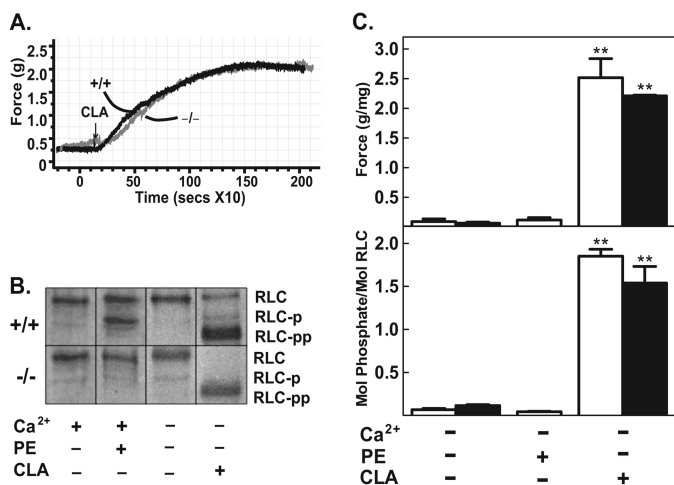 A.
Force (g)
2.5
2.0
1.5
1.0
0.5
+/+
CLA
-/-
0 50 100 150 200
Time (secs X10)
B.
+/+
RLC
RLC-p
RLC-pp
-/-
RLC
RLC-p
RLC-pp
Ca2+ + + – –
PE – + – –
CLA – – – +
C.
Force (g/mg)
3.0
2.5
2.0
1.5
1.0
0.5
**
**
Mol Phosphate/Mol RLC
2.0
1.5
1.0
0.5
**
**
Ca2+ – – –
PE – + –
CLA – – +